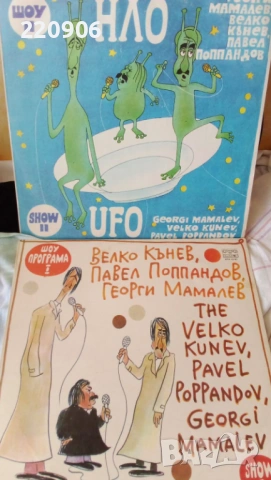 220906
ШОУ
НЛО
МАМАЛЕВ,
ВЕЛКО
КЪНЕВ,
ПАВЕЛ
ПОППАНДОВ
SHOW II
UFO
GEORGI MAMALEV,
VELKO KUNEV,
PAVEL POPPANDOV
ШОУ
ПРОГРАМА
I
ВЕЛКО КЪНЕВ,
ПАВЕЛ ПОППАНДОВ,
ГЕОРГИ МАМАЛЕВ
THE
VELKO
KUNEV,
PAVEL
POPPANDOV,
GEORGI
MAMALEV
SHOW